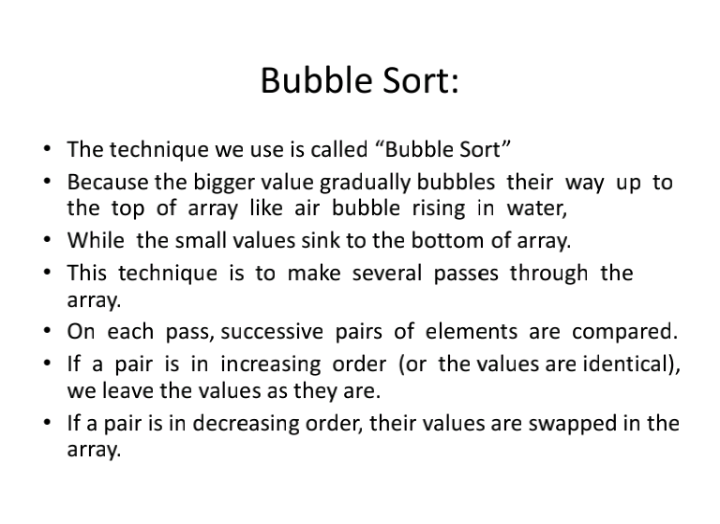 Bubble Sort:
• The technique we use is called “Bubble Sort”
• Because the bigger value gradually bubbles their way up to
the top of array like air bubble rising in water,
• While the small values sink to the bottom of array.
• This technique is to make several passes through the
array.
• On each pass, successive pairs of elements are compared.
• If a pair is in increasing order (or the values are identical),
we leave the values as they are.
• If a pair is in decreasing order, their values are swapped in the
array.